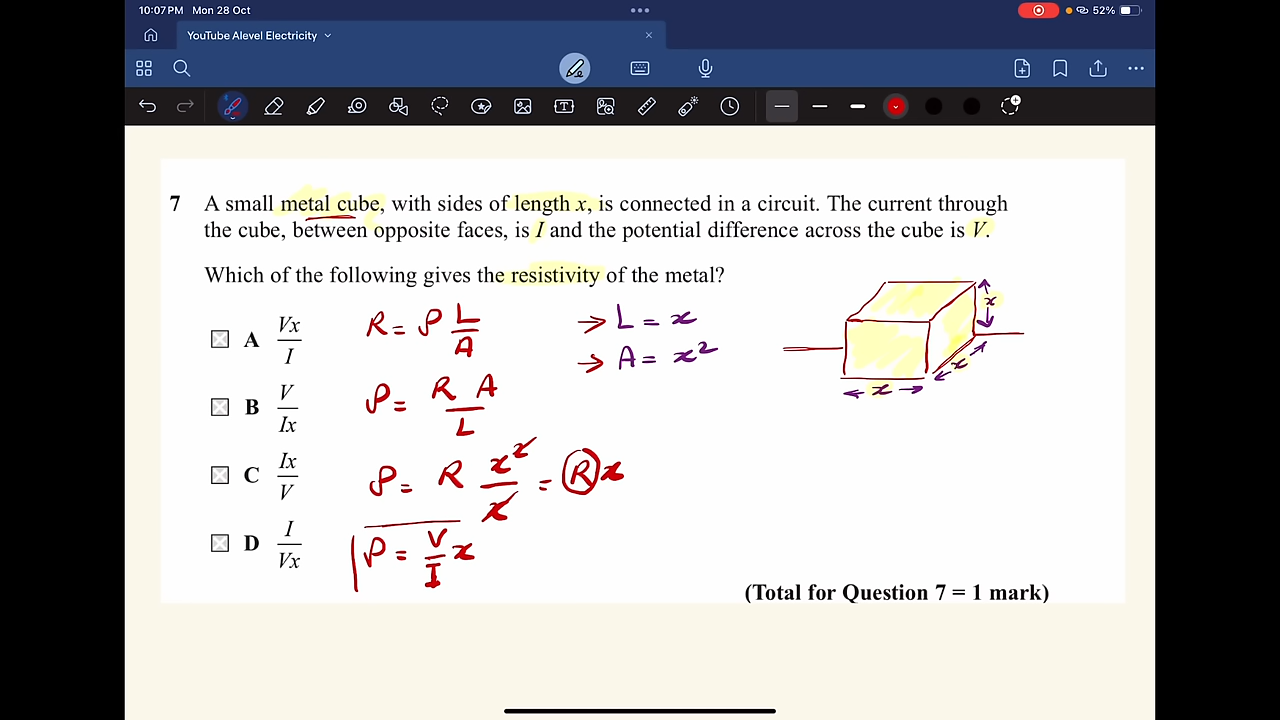 10:07 PM Mon 28 Oct
52%
YouTube Alevel Electricity
7 A small metal cube, with sides of length x, is connected in a circuit. The current through
the cube, between opposite faces, is I and the potential difference across the cube is V.
Which of the following gives the resistivity of the metal?
A Vx/I
B V/Ix
C Ix/V
D I/Vx
R = ρ L/A
ρ = R A/L
ρ = R x²/x = R x
ρ = V/I x
→ L = x
→ A = x²
x
x
x
(Total for Question 7 = 1 mark)